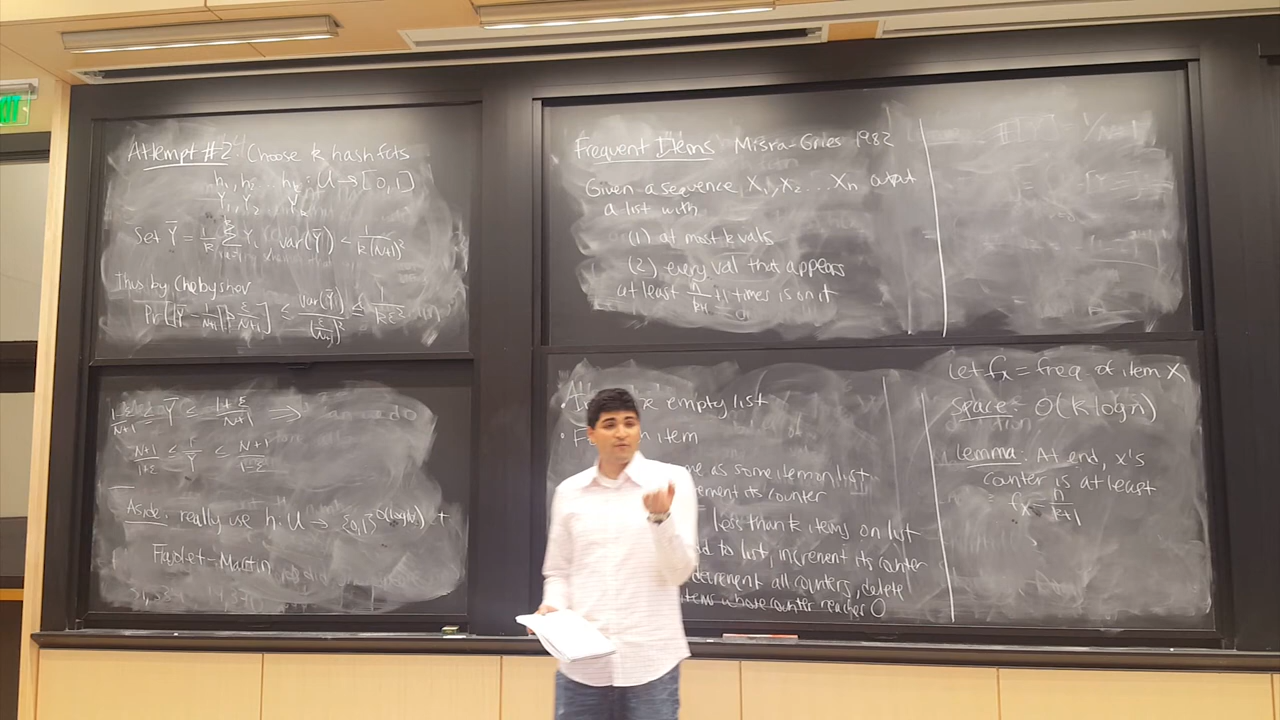 EXIT
Attempt #2: Choose k hash fcts
h₁, h₂ ... hₖ : U → [0,1]
Y₁, Y₂ Yₖ
Set Ȳ = 1/k Σ Yᵢ, var(Ȳ) < 1/k(N+1)²
Thus by Chebyshov
Pr[|Ȳ - 1/N+1| > ε/N+1] ≤ var(Ȳ)/(ε/N+1)² ≤ 1/kε²
1-ε/N+1 ≤ Ȳ ≤ 1+ε/N+1 ⟹
N+1/1+ε ≤ 1/Ȳ ≤ N+1/1-ε
Aside: really use h: U → {0,1}
Flajolet-Martin
Frequent Items Misra-Gries 1982
Given a sequence X₁, X₂ ... Xₙ output
a list with
(1) at most k vals
(2) every val that appears
at least n/k+1 +1 times is on it
empty list
item
as some item on list
its counter
less than k items on list
to list, increment its counter
decrement all counters, delete
items whose counter reaches 0
Let fₓ = freq of item X
Space: O(k log n)
Lemma: At end, x's
counter is at least
fₓ - n/k+1